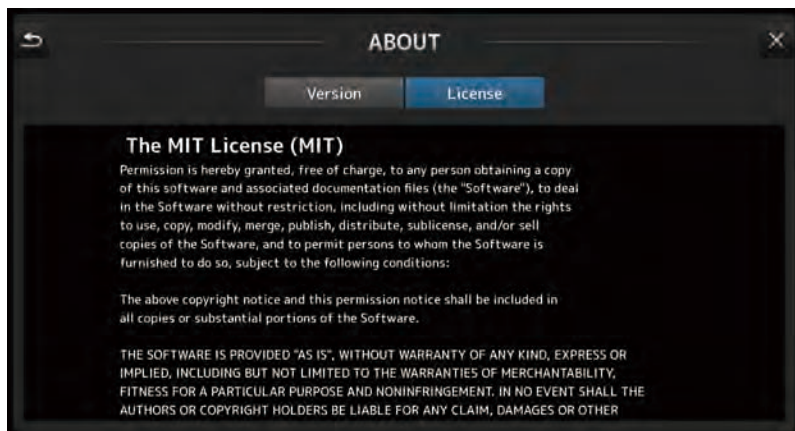 ABOUT
Version
License
The MIT License (MIT)
Permission is hereby granted, free of charge, to any person obtaining a copy
of this software and associated documentation files (the "Software"), to deal
in the Software without restriction, including without limitation the rights
to use, copy, modify, merge, publish, distribute, sublicense, and/or sell
copies of the Software, and to permit persons to whom the Software is
furnished to do so, subject to the following conditions:
The above copyright notice and this permission notice shall be included in
all copies or substantial portions of the Software.
THE SOFTWARE IS PROVIDED "AS IS", WITHOUT WARRANTY OF ANY KIND, EXPRESS OR
IMPLIED, INCLUDING BUT NOT LIMITED TO THE WARRANTIES OF MERCHANTABILITY,
FITNESS FOR A PARTICULAR PURPOSE AND NONINFRINGEMENT. IN NO EVENT SHALL THE
AUTHORS OR COPYRIGHT HOLDERS BE LIABLE FOR ANY CLAIM, DAMAGES OR OTHER